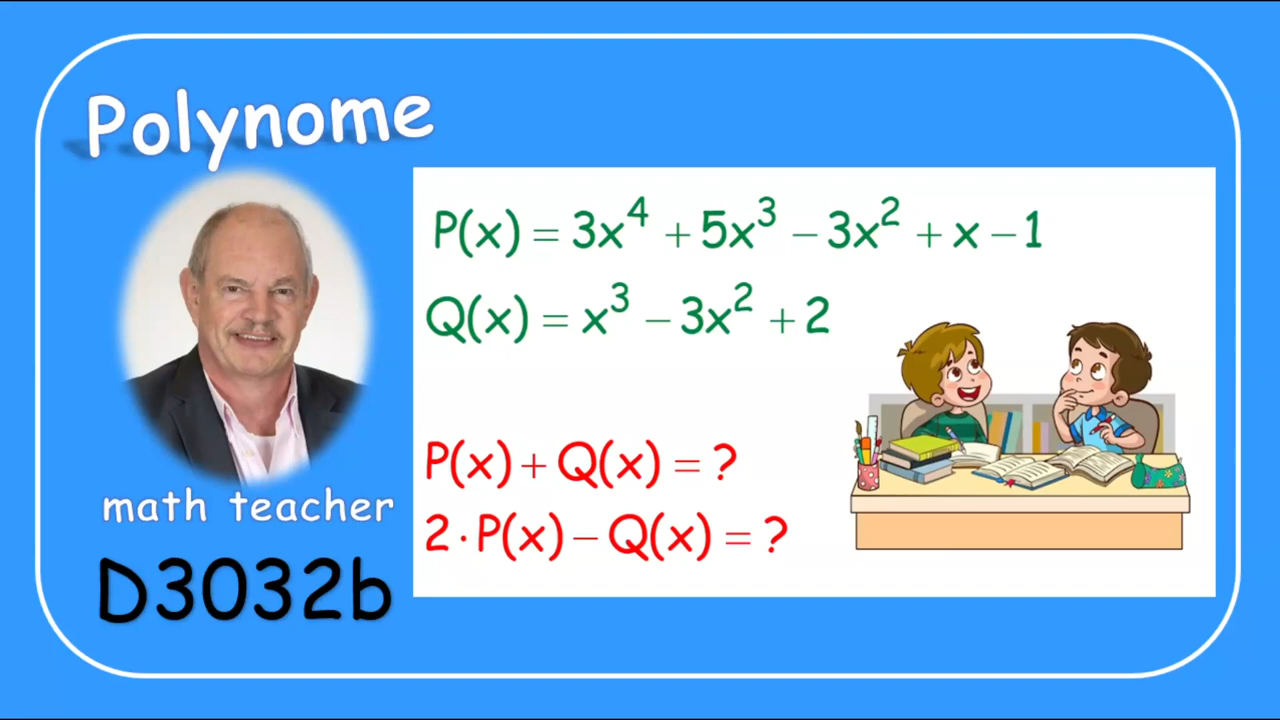 Polynome
P(x) = 3x⁴ + 5x³ − 3x² + x − 1
Q(x) = x³ − 3x² + 2
P(x) + Q(x) = ?
2 · P(x) − Q(x) = ?
math teacher
D3032b